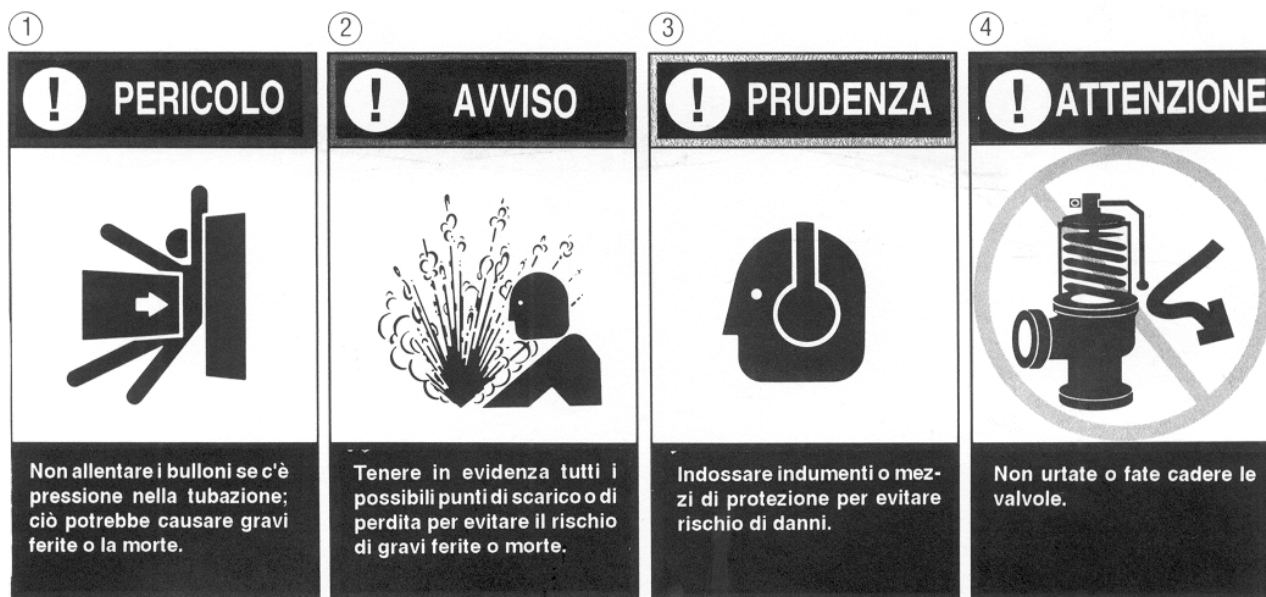 1
! PERICOLO
Non allentare i bulloni se c'è
pressione nella tubazione;
ciò potrebbe causare gravi
ferite o la morte.
2
! AVVISO
Tenere in evidenza tutti i
possibili punti di scarico o di
perdita per evitare il rischio
di gravi ferite o morte.
3
! PRUDENZA
Indossare indumenti o mez-
zi di protezione per evitare
rischio di danni.
4
! ATTENZIONE
Non urtate o fate cadere le
valvole.